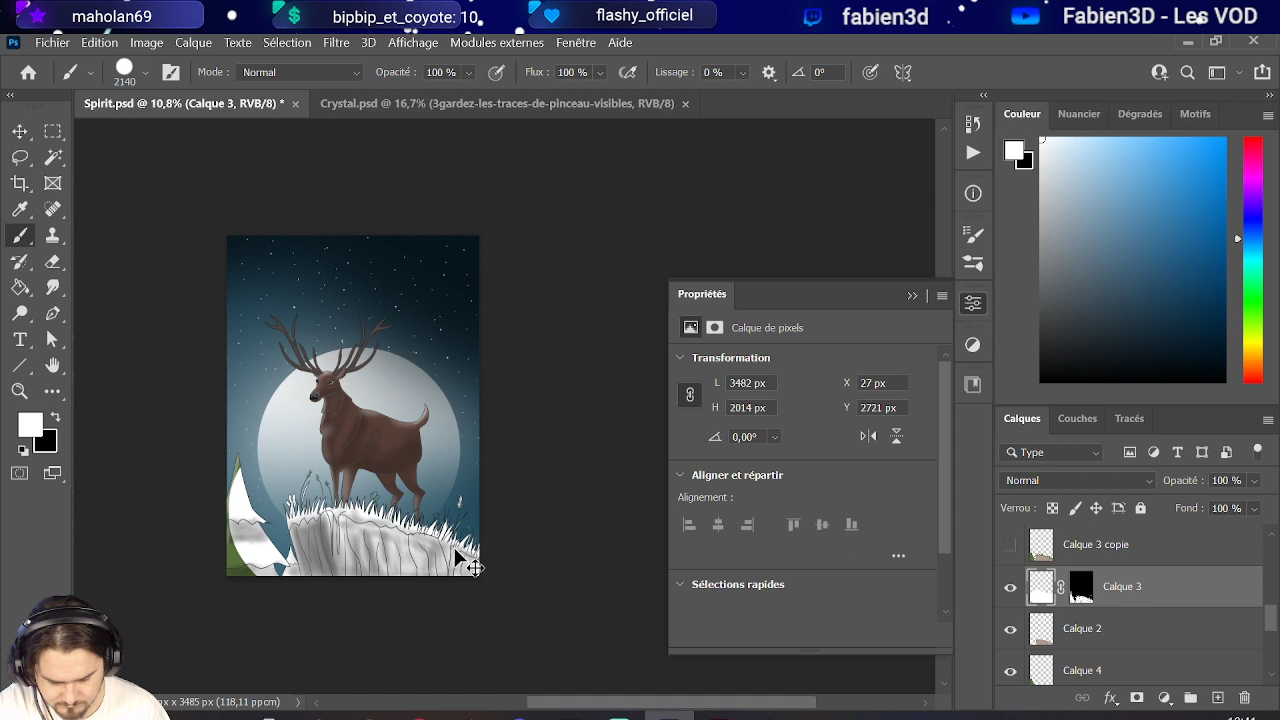 maholan69
bipbip_et_coyote: 10
flashy_officiel
fabien3d
Fabien3D - Les VOD
Ps
Fichier Edition Image Calque Texte Sélection Filtre 3D Affichage Modules externes Fenêtre Aide
2140
Mode : Normal
Opacité : 100 %
Flux : 100 %
Lissage : 0 %
0°
Spirit.psd @ 10,8% (Calque 3, RVB/8) *
Crystal.psd @ 16,7% (3gardez-les-traces-de-pinceau-visibles, RVB/8)
Couleur Nuancier Dégradés Motifs
Propriétés
Calque de pixels
Transformation
L 3482 px X 27 px
H 2014 px Y 2721 px
0,00°
Aligner et répartir
Alignement :
Sélections rapides
Calques Couches Tracés
Type
Normal Opacité : 100 %
Verrou : Fond : 100 %
Calque 3 copie
Calque 3
Calque 2
Calque 4
x 3485 px (118,11 ppcm)